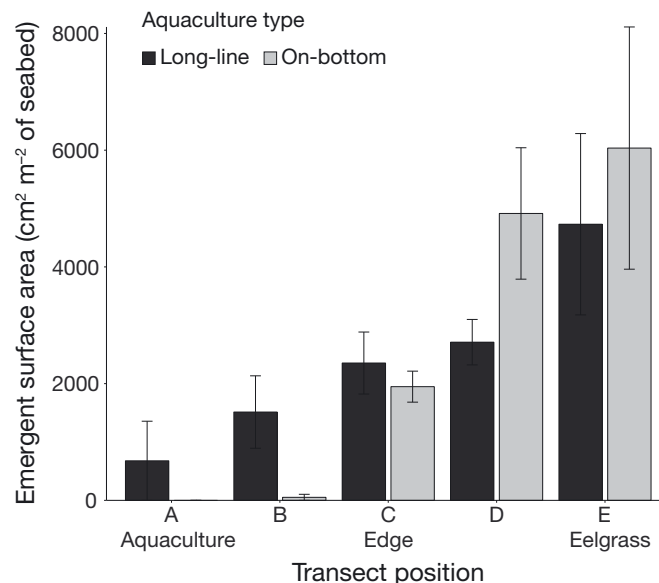 Aquaculture type
Long-line On-bottom
8000
6000
4000
2000
0
Emergent surface area (cm² m⁻² of seabed)
A B C D E
Aquaculture Edge Eelgrass
Transect position